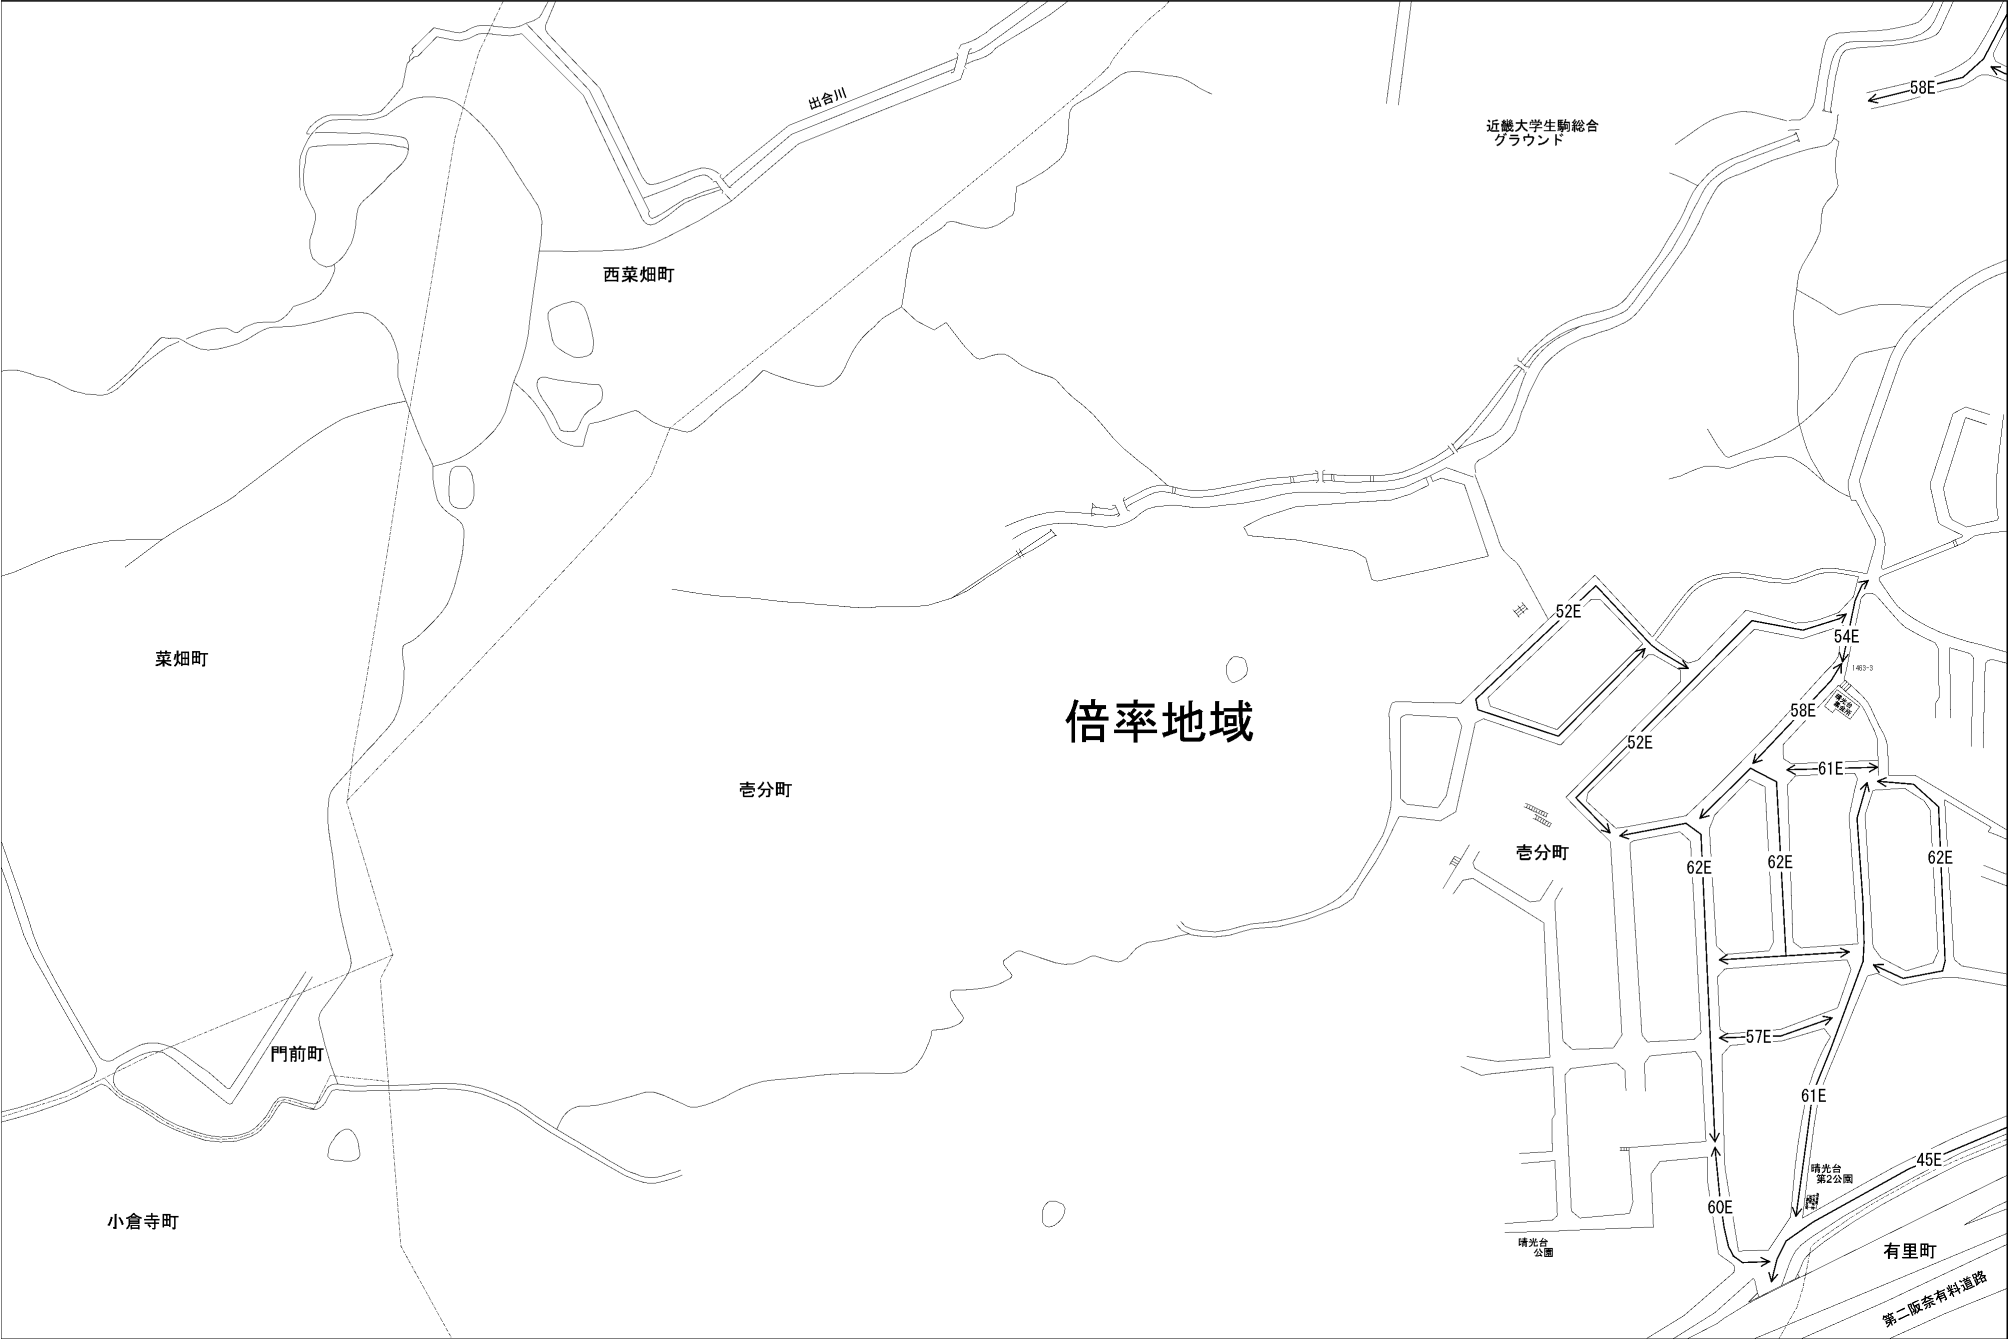 58E
出合川
近畿大学生駒総合
グラウンド
西菜畑町
52E
54E
菜畑町
1463-3
58E
倍率地域
52E
61E
壱分町
壱分町
62E
62E
62E
57E
門前町
61E
45E
晴光台
第2公園
60E
小倉寺町
晴光台
公園
有里町
第二阪奈有料道路